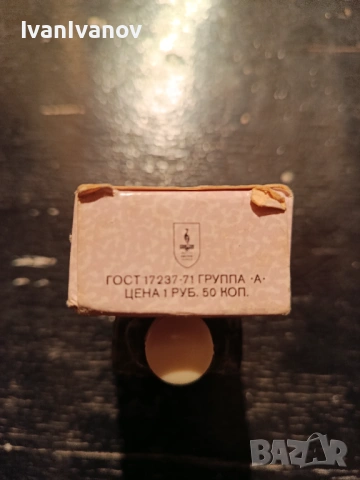 IvanIvanov
ГОСТ 17237-71 ГРУППА ·А·
ЦЕНА 1 РУБ. 50 КОП.
BAZAR